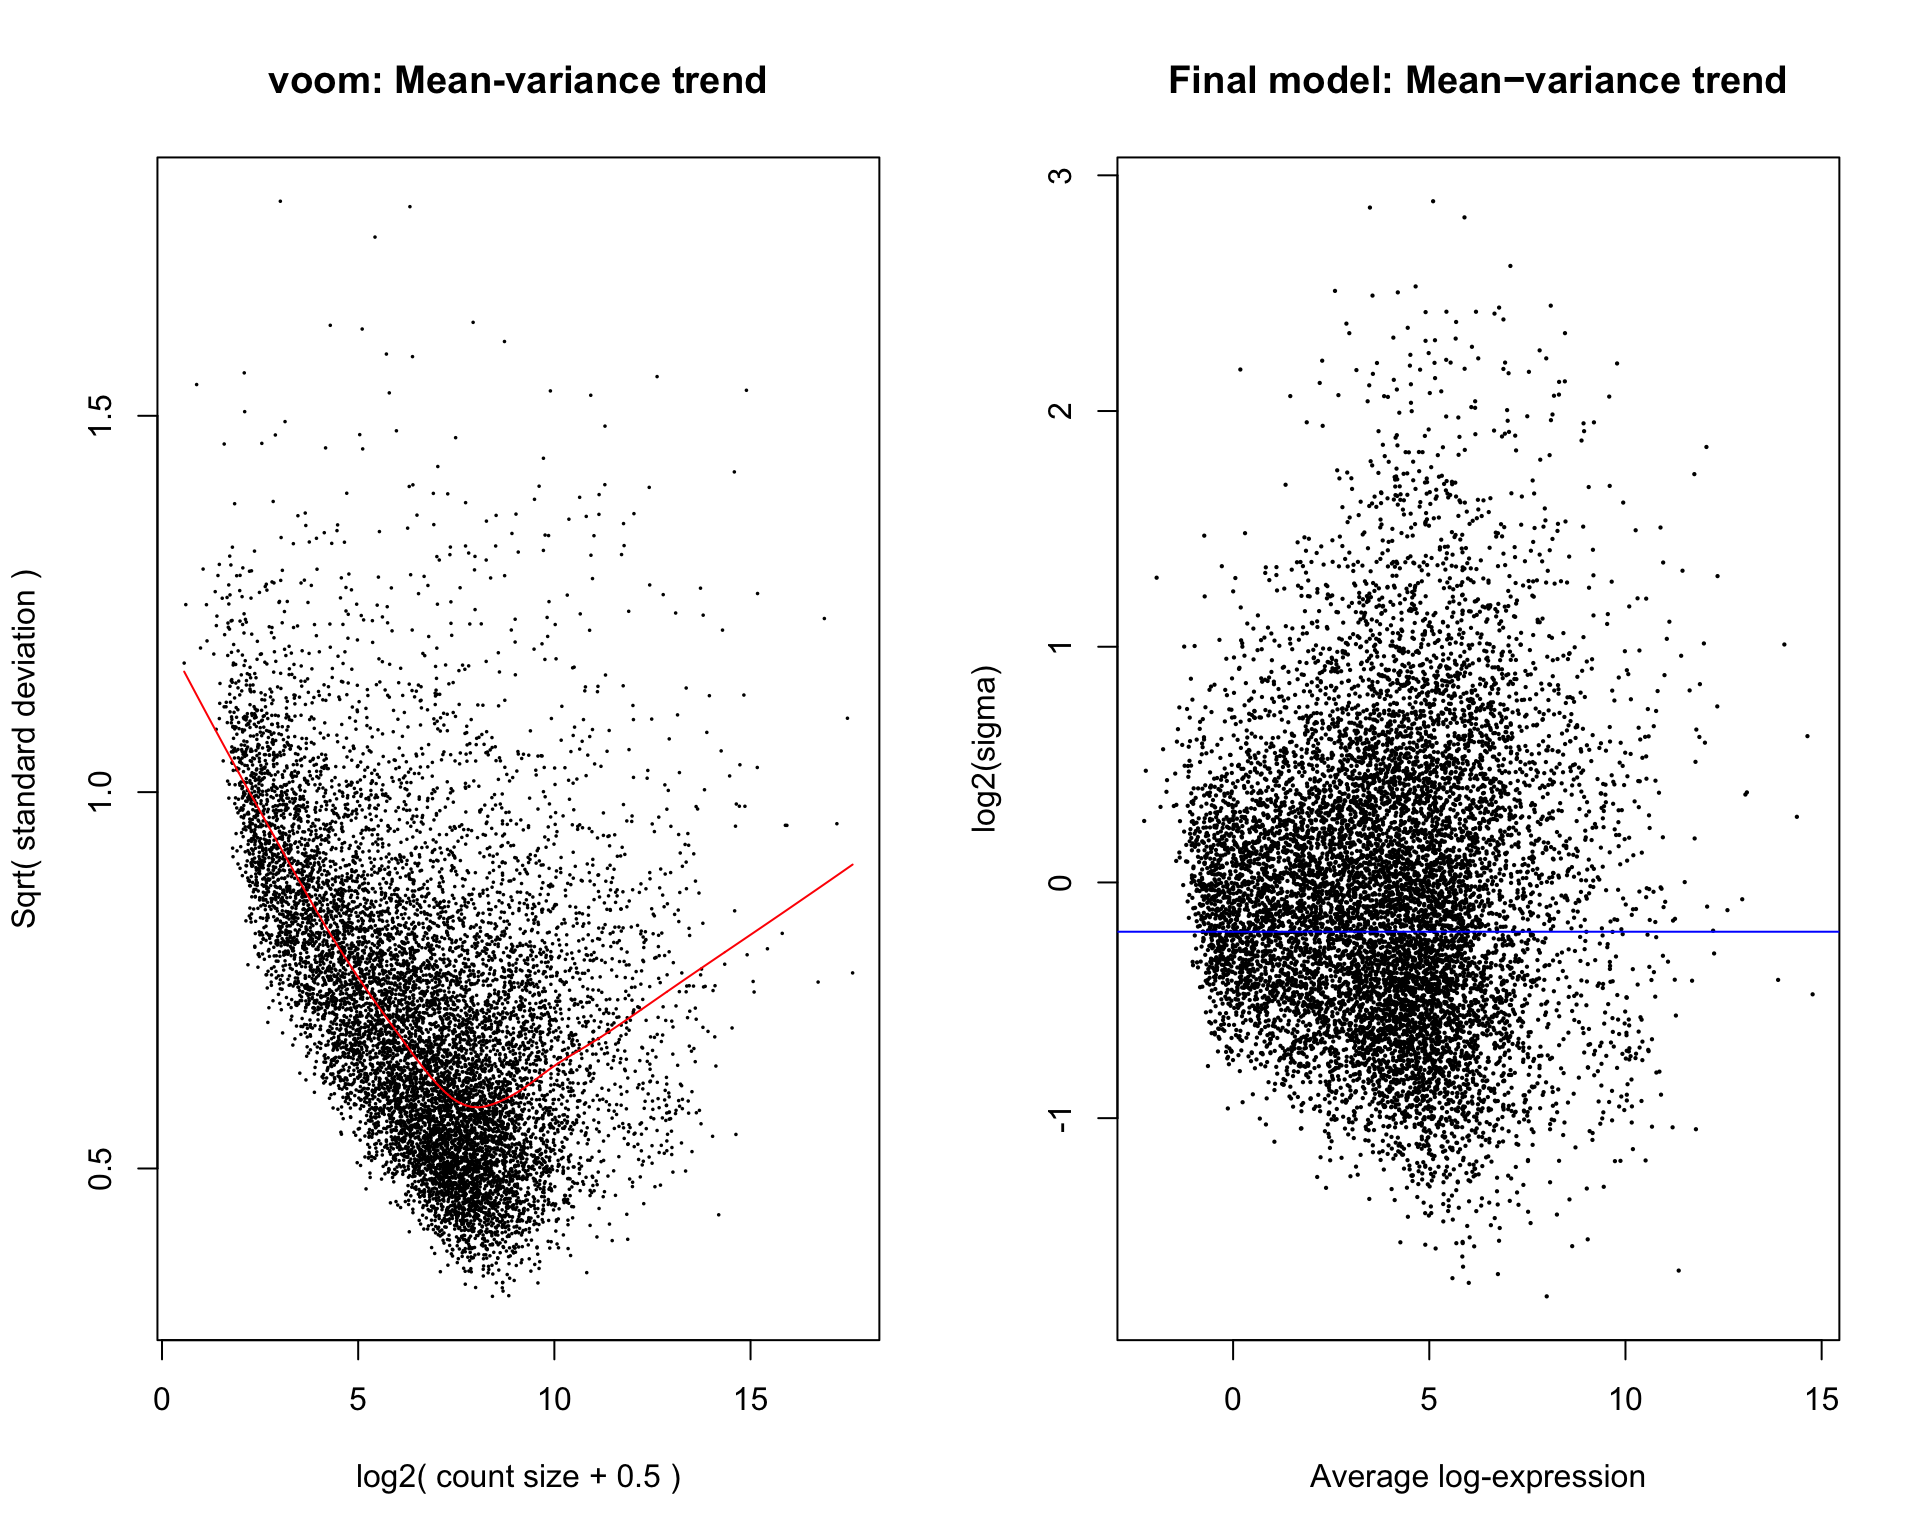 voom: Mean-variance trend
Sqrt( standard deviation )
1.5
1.0
0.5
0 5 10 15
log2( count size + 0.5 )
Final model: Mean−variance trend
log2(sigma)
3
2
1
0
-1
0 5 10 15
Average log-expression